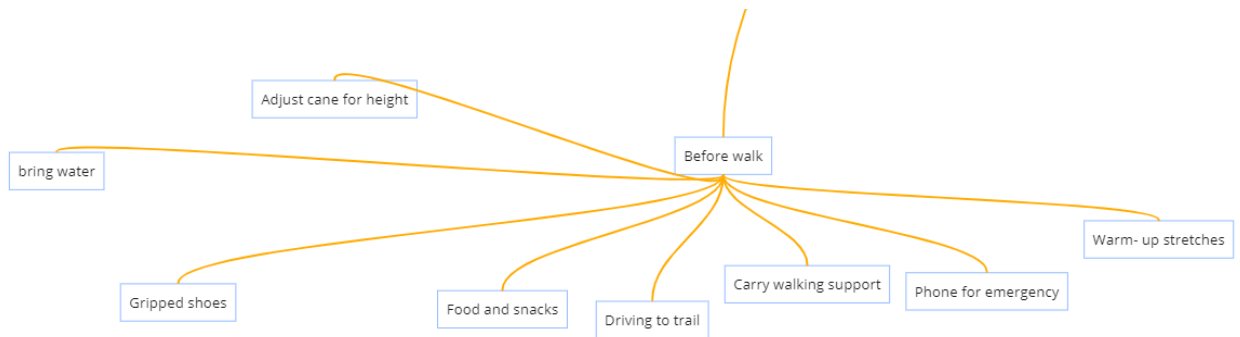 Adjust cane for height
Before walk
bring water
Warm- up stretches
Carry walking support
Phone for emergency
Gripped shoes
Food and snacks
Driving to trail